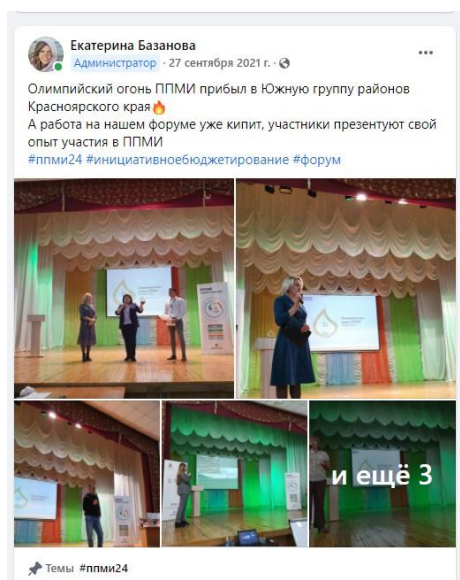 Екатерина Базанова
Администратор · 27 сентября 2021 г. ·
Олимпийский огонь ППМИ прибыл в Южную группу районов
Красноярского края🔥
А работа на нашем форуме уже кипит, участники презентуют свой
опыт участия в ППМИ
#ппми24 #инициативноебюджетирование #форум
и ещё 3
Темы #ппми24